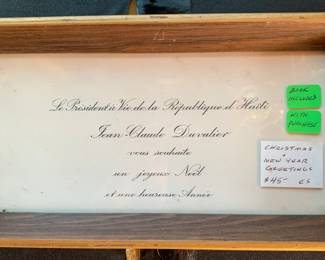 Le Président à Vie de la République d'Haïti
Jean-Claude Duvalier
vous souhaite
un joyeux Noël
et une heureuse Année
BOOK
INCLUDED
WITH
PURCHASE
CHRISTMAS
+
NEW YEAR
GREETINGS
$45- ES